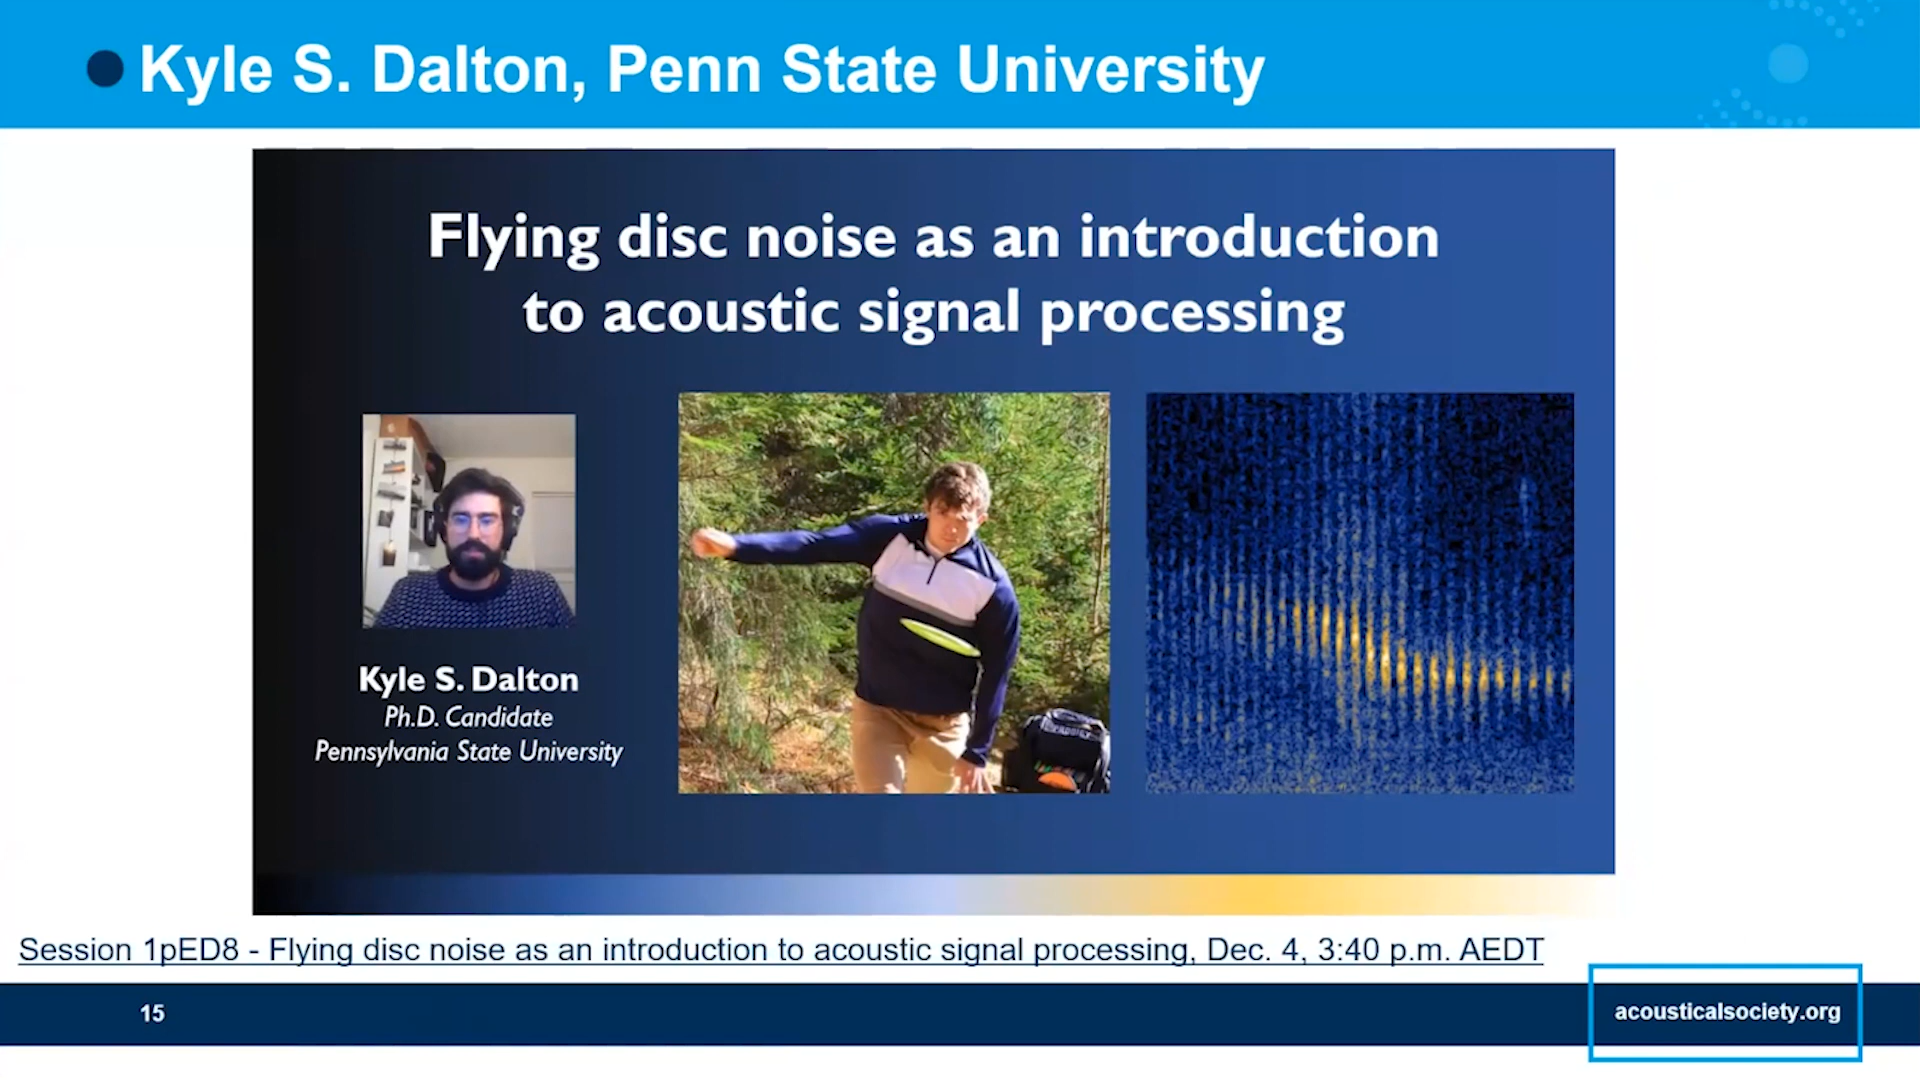 Kyle S. Dalton, Penn State University
Flying disc noise as an introduction
to acoustic signal processing
Kyle S. Dalton
Ph.D. Candidate
Pennsylvania State University
Session 1pED8 - Flying disc noise as an introduction to acoustic signal processing, Dec. 4, 3:40 p.m. AEDT
15
acousticalsociety.org